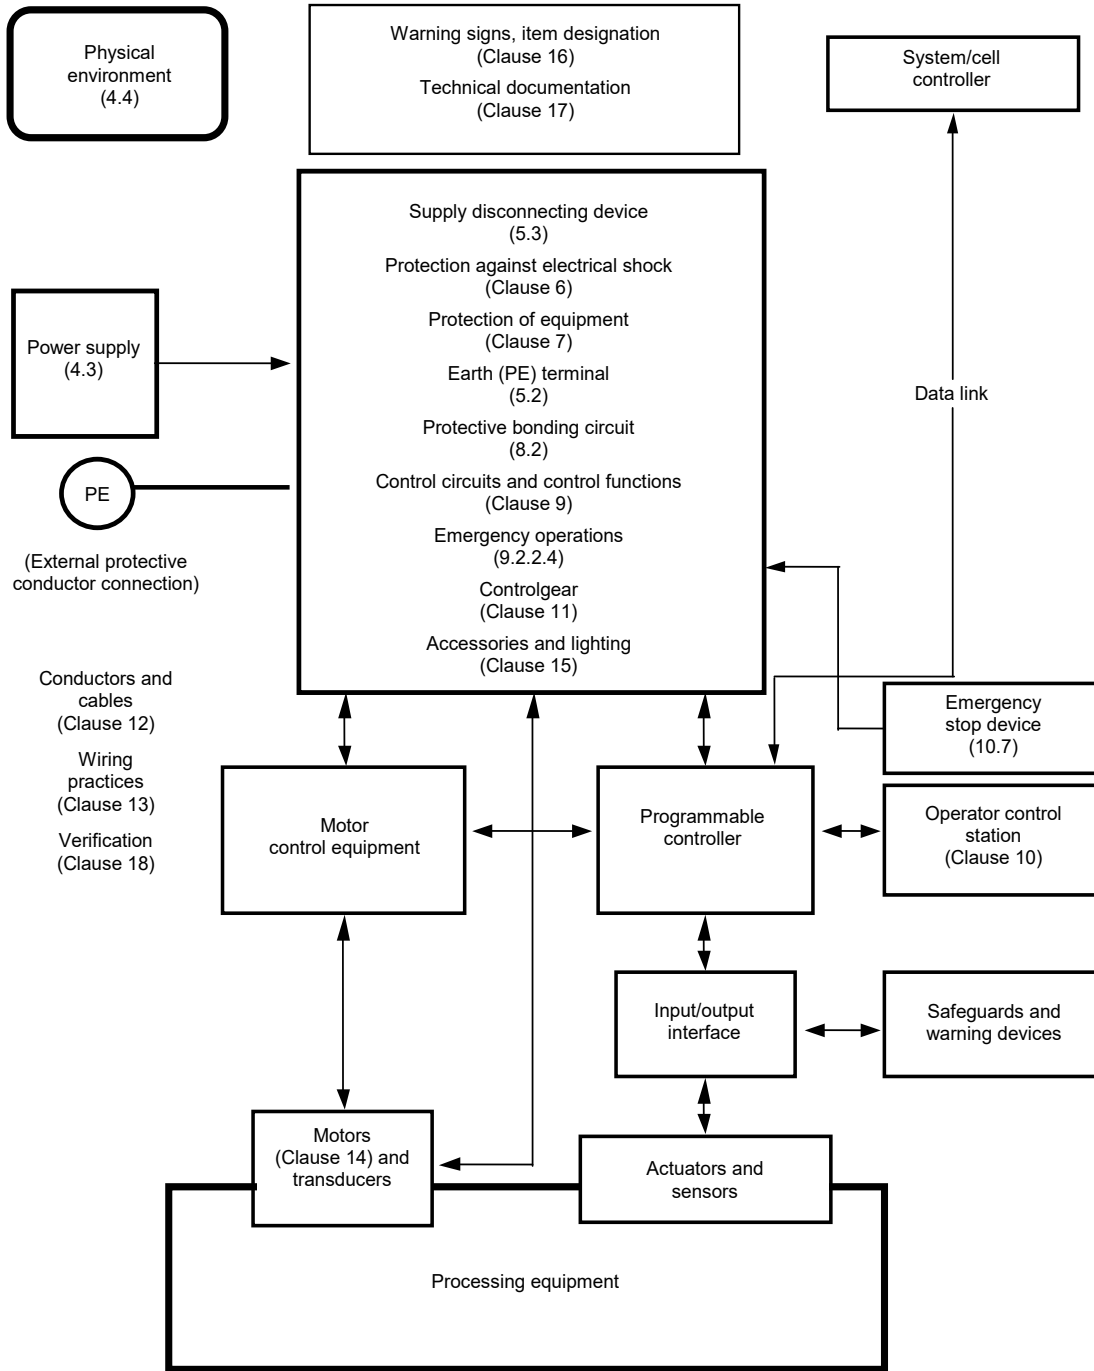 Physical
environment
(4.4)
Warning signs, item designation
(Clause 16)
Technical documentation
(Clause 17)
System/cell
controller
Supply disconnecting device
(5.3)
Protection against electrical shock
(Clause 6)
Protection of equipment
(Clause 7)
Earth (PE) terminal
(5.2)
Protective bonding circuit
(8.2)
Control circuits and control functions
(Clause 9)
Emergency operations
(9.2.2.4)
Controlgear
(Clause 11)
Accessories and lighting
(Clause 15)
Power supply
(4.3)
PE
(External protective
conductor connection)
Data link
Conductors and
cables
(Clause 12)
Wiring
practices
(Clause 13)
Verification
(Clause 18)
Emergency
stop device
(10.7)
Motor
control equipment
Programmable
controller
Operator control
station
(Clause 10)
Input/output
interface
Safeguards and
warning devices
Motors
(Clause 14) and
transducers
Actuators and
sensors
Processing equipment